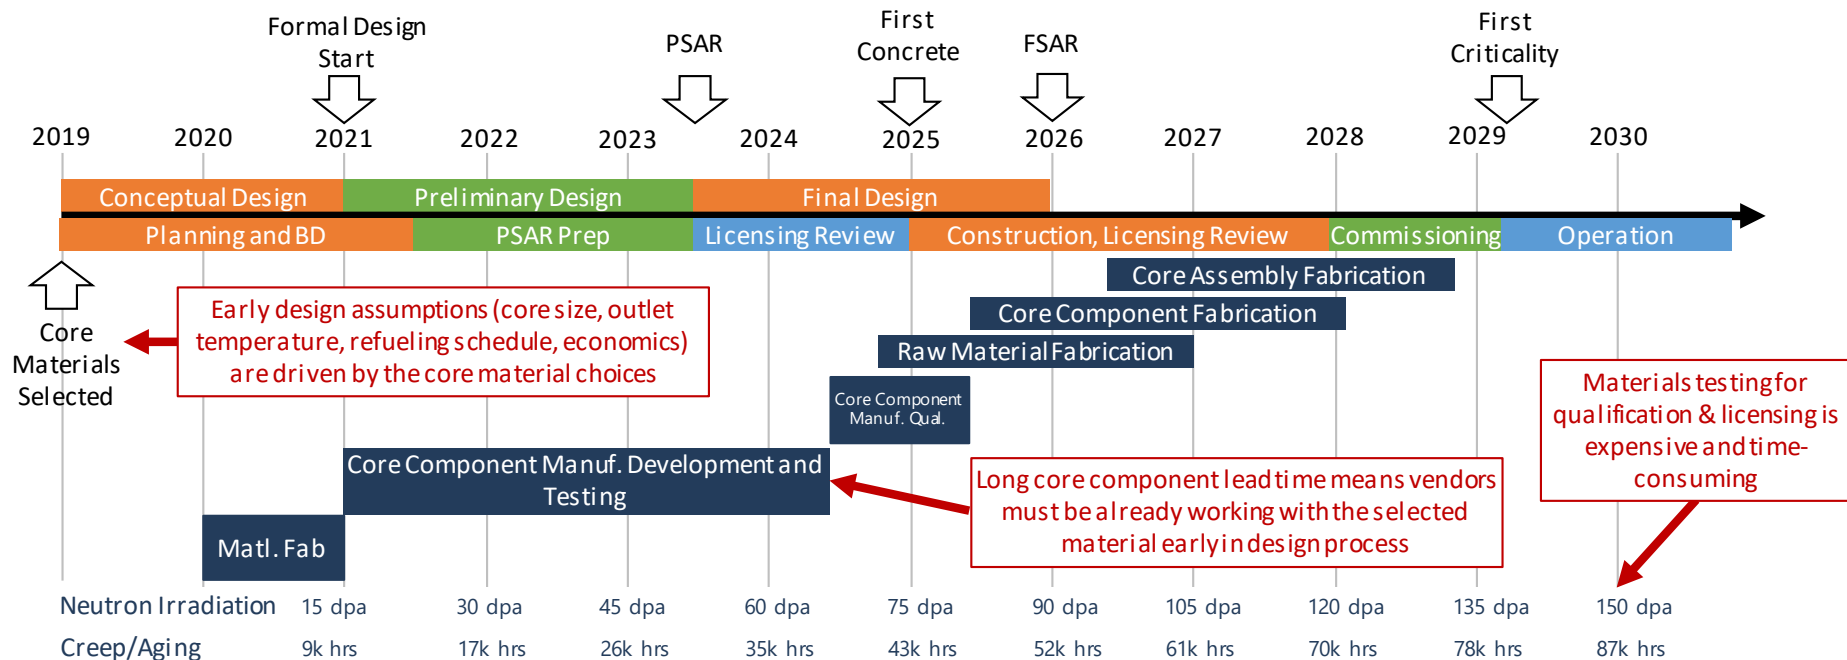 Formal Design
Start
PSAR
First
Concrete
FSAR
First
Criticality
2019 2020 2021 2022 2023 2024 2025 2026 2027 2028 2029 2030
Conceptual Design Preliminary Design Final Design
Planning and BD PSAR Prep Licensing Review Construction, Licensing Review Commissioning Operation
Core Assembly Fabrication
Core Component Fabrication
Raw Material Fabrication
Core
Materials
Selected
Early design assumptions (core size, outlet
temperature, refueling schedule, economics)
are driven by the core material choices
Core Component
Manuf. Qual.
Materials testing for
qualification & licensing is
expensive and time-
consuming
Core Component Manuf. Development and
Testing
Long core component lead time means vendors
must be already working with the selected
material early in design process
Matl. Fab
Neutron Irradiation 15 dpa 30 dpa 45 dpa 60 dpa 75 dpa 90 dpa 105 dpa 120 dpa 135 dpa 150 dpa
Creep/Aging 9k hrs 17k hrs 26k hrs 35k hrs 43k hrs 52k hrs 61k hrs 70k hrs 78k hrs 87k hrs